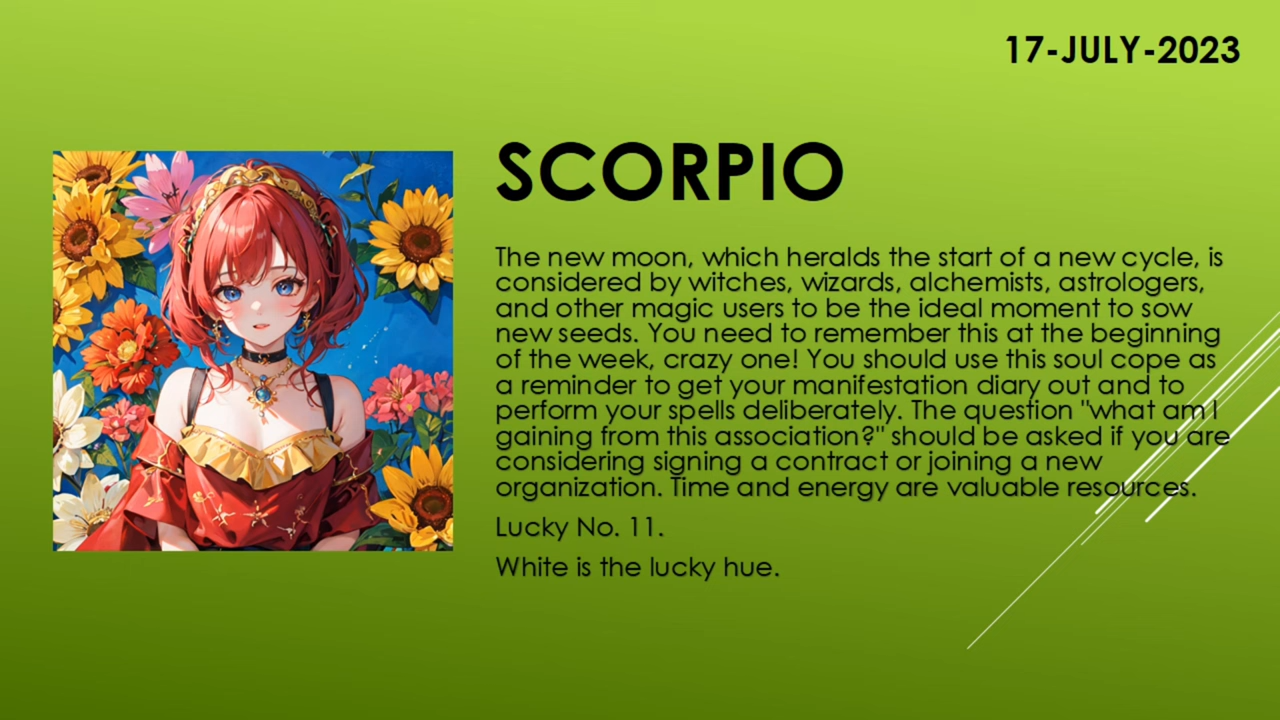 17-JULY-2023
SCORPIO
The new moon, which heralds the start of a new cycle, is
considered by witches, wizards, alchemists, astrologers,
and other magic users to be the ideal moment to sow
new seeds. You need to remember this at the beginning
of the week, crazy one! You should use this soul cope as
a reminder to get your manifestation diary out and to
perform your spells deliberately. The question "what am I
gaining from this association?" should be asked if you are
considering signing a contract or joining a new
organization. Time and energy are valuable resources.
Lucky No. 11.
White is the lucky hue.